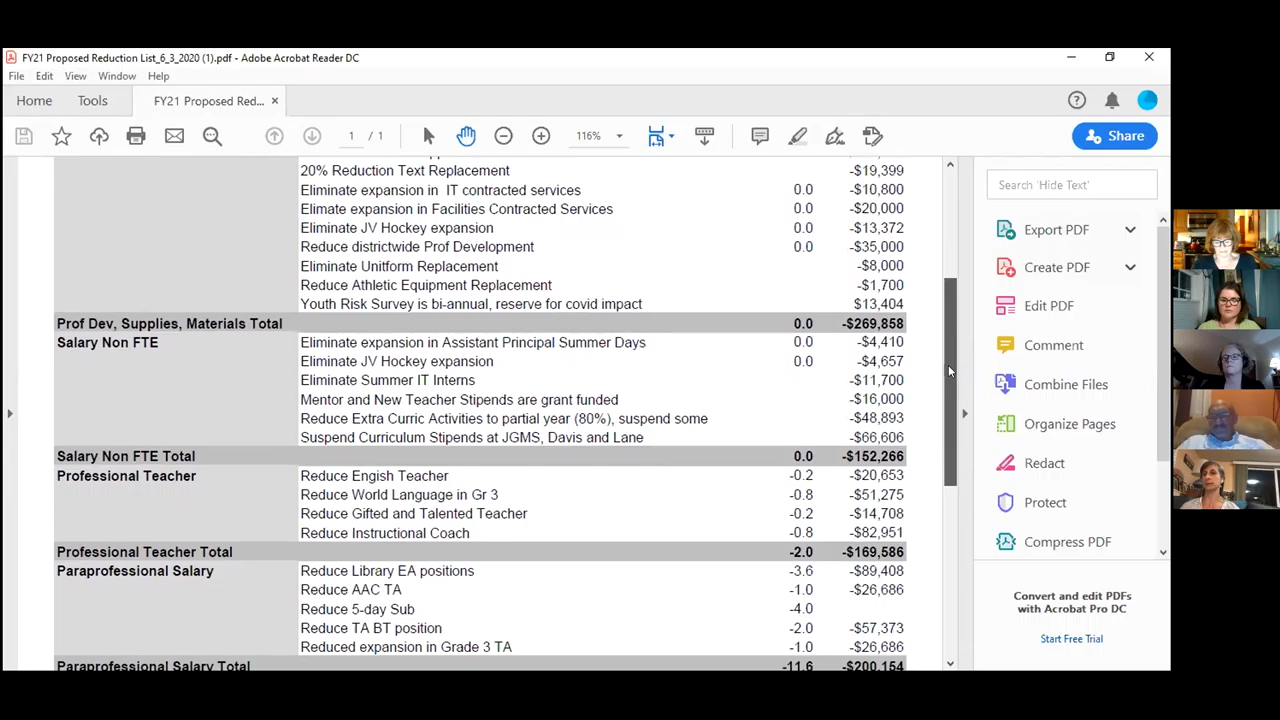 FY21 Proposed Reduction List_6_3_2020 (1).pdf - Adobe Acrobat Reader DC
File Edit View Window Help
Home Tools FY21 Proposed Red... ×
1 / 1 116% Share
20% Reduction Text Replacement -$19,399
Eliminate expansion in IT contracted services 0.0 -$10,800
Elimate expansion in Facilities Contracted Services 0.0 -$20,000
Eliminate JV Hockey expansion 0.0 -$13,372
Reduce districtwide Prof Development 0.0 -$35,000
Eliminate Unitform Replacement -$8,000
Reduce Athletic Equipment Replacement -$1,700
Youth Risk Survey is bi-annual, reserve for covid impact $13,404
Prof Dev, Supplies, Materials Total 0.0 -$269,858
Salary Non FTE Eliminate expansion in Assistant Principal Summer Days 0.0 -$4,410
Eliminate JV Hockey expansion 0.0 -$4,657
Eliminate Summer IT Interns -$11,700
Mentor and New Teacher Stipends are grant funded -$16,000
Reduce Extra Curric Activities to partial year (80%), suspend some -$48,893
Suspend Curriculum Stipends at JGMS, Davis and Lane -$66,606
Salary Non FTE Total 0.0 -$152,266
Professional Teacher Reduce Engish Teacher -0.2 -$20,653
Reduce World Language in Gr 3 -0.8 -$51,275
Reduce Gifted and Talented Teacher -0.2 -$14,708
Reduce Instructional Coach -0.8 -$82,951
Professional Teacher Total -2.0 -$169,586
Paraprofessional Salary Reduce Library EA positions -3.6 -$89,408
Reduce AAC TA -1.0 -$26,686
Reduce 5-day Sub -4.0
Reduce TA BT position -2.0 -$57,373
Reduced expansion in Grade 3 TA -1.0 -$26,686
Paraprofessional Salary Total -11.6 -$200,154
Search 'Hide Text'
Export PDF
Create PDF
Edit PDF
Comment
Combine Files
Organize Pages
Redact
Protect
Compress PDF
Convert and edit PDFs
with Acrobat Pro DC
Start Free Trial